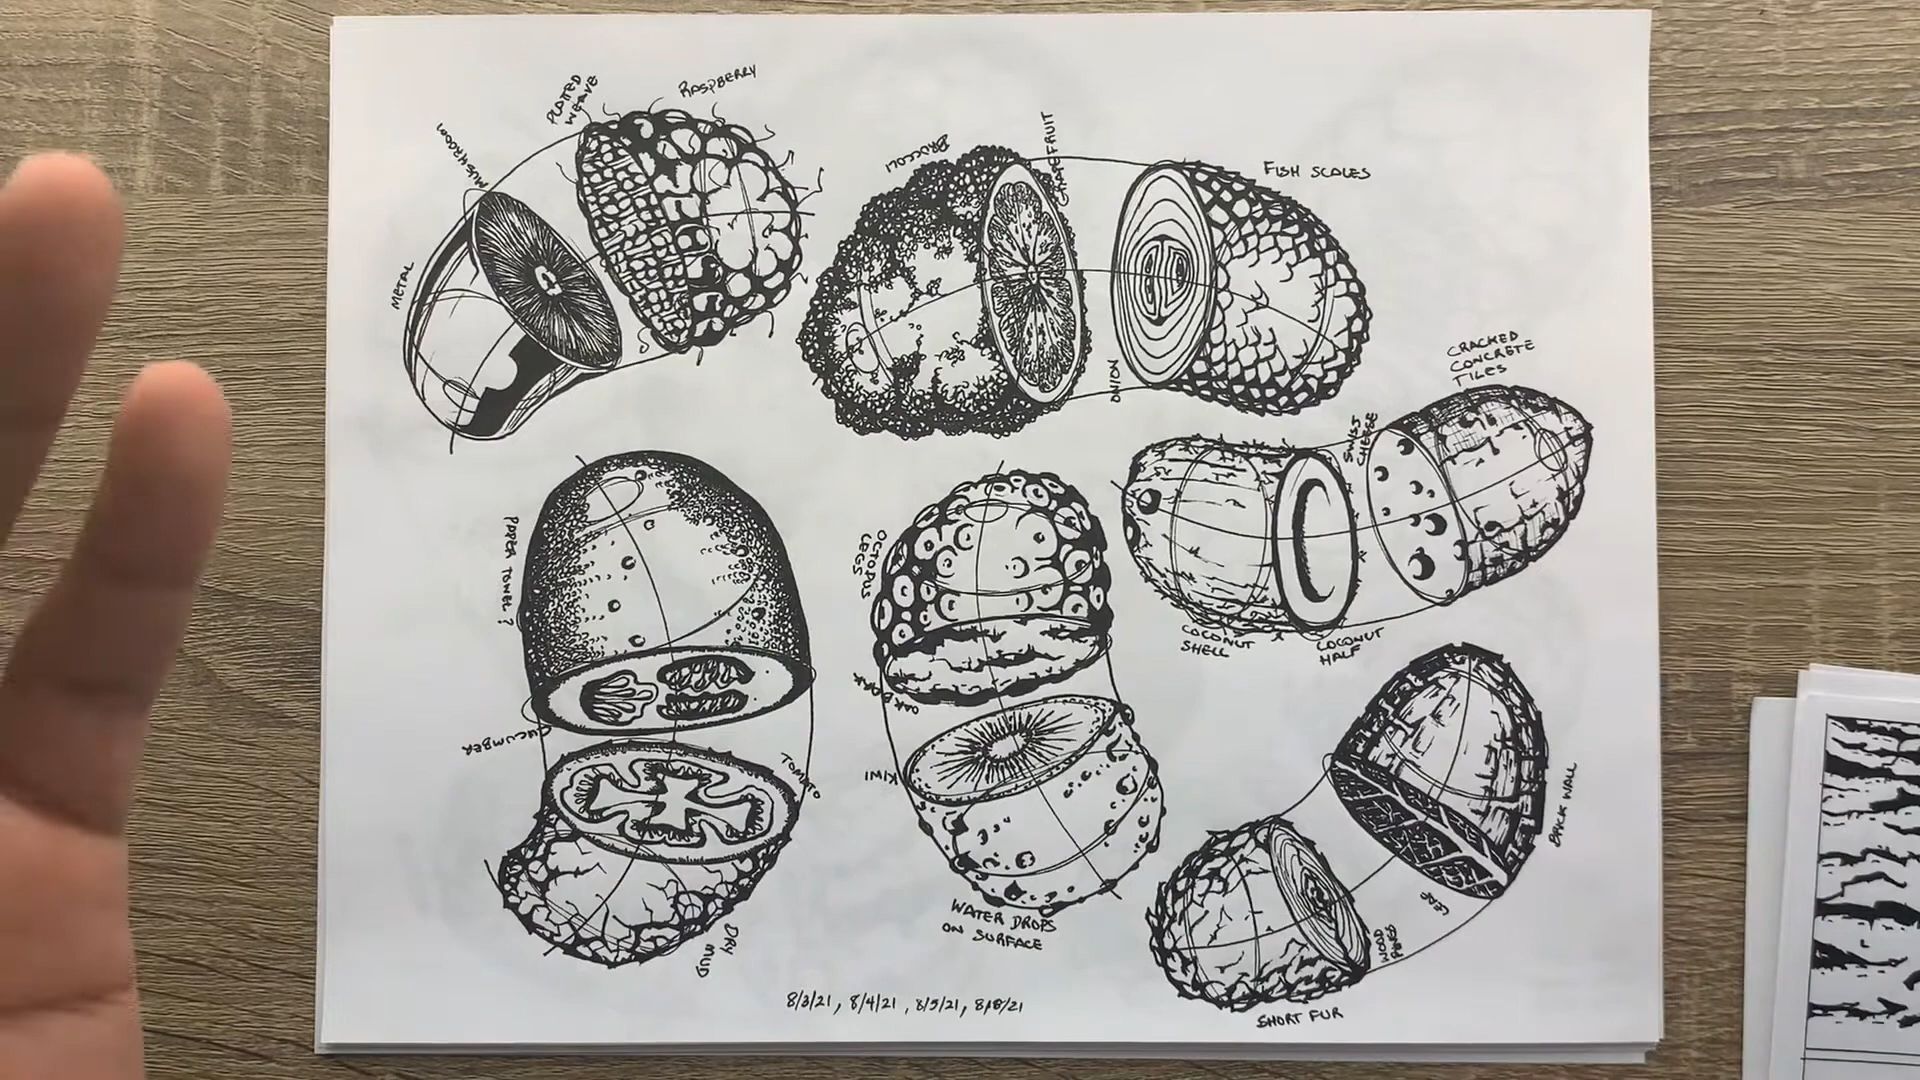 PLATTED
WEAVE
RASPBERRY
MUSHROOM
METAL
BROCCOLI
GRAPEFRUIT
FISH SCALES
ONION
CRACKED
CONCRETE
TILES
SWISS
CHEESE
COCONUT
SHELL
COCONUT
HALF
PAPER TOWEL?
OCTOPUS
LEGS
OAK BARK
CUCUMBER
TOMATO
KIWI
DRY
MUD
WATER DROPS
ON SURFACE
BRICK WALL
LEAF
WOOD
SHORT FUR
8/3/21, 8/4/21, 8/5/21, 8/8/21